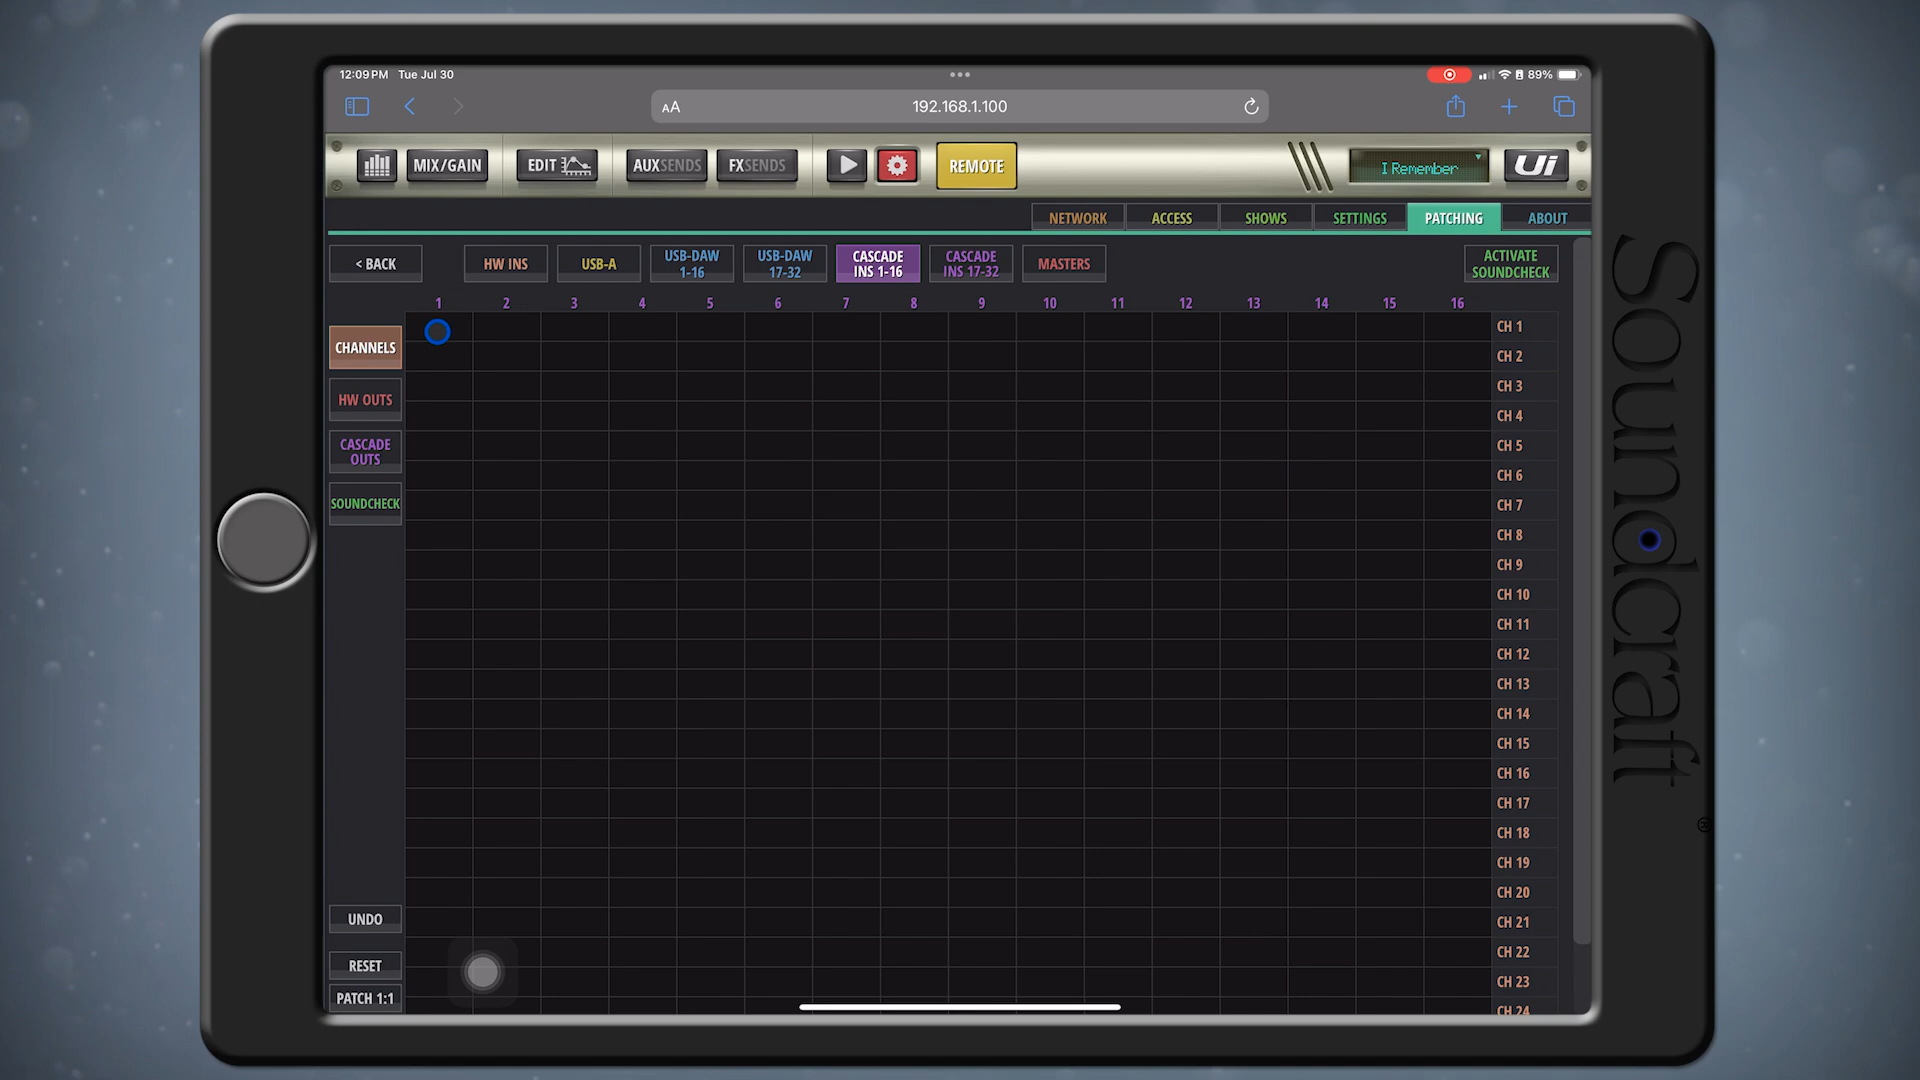 12:09 PM Tue Jul 30
89%
AA 192.168.1.100
MIX/GAIN EDIT AUXSENDS FXSENDS REMOTE I Remember Ui
NETWORK ACCESS SHOWS SETTINGS PATCHING ABOUT
< BACK
HW INS
USB-A
USB-DAW
1-16
USB-DAW
17-32
CASCADE
INS 1-16
CASCADE
INS 17-32
MASTERS
ACTIVATE
SOUNDCHECK
1 2 3 4 5 6 7 8 9 10 11 12 13 14 15 16
CHANNELS
HW OUTS
CASCADE
OUTS
SOUNDCHECK
UNDO
RESET
PATCH 1:1
CH 1
CH 2
CH 3
CH 4
CH 5
CH 6
CH 7
CH 8
CH 9
CH 10
CH 11
CH 12
CH 13
CH 14
CH 15
CH 16
CH 17
CH 18
CH 19
CH 20
CH 21
CH 22
CH 23
CH 24
Soundcraft®